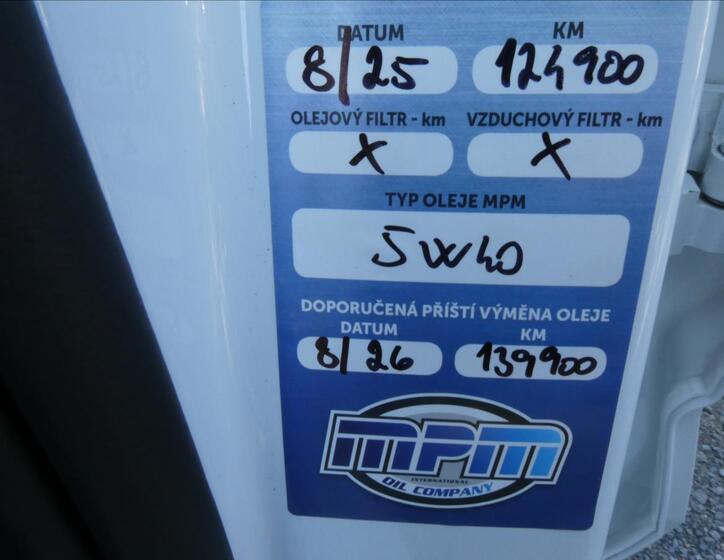 DATUM KM
8/25 124900
OLEJOVÝ FILTR - km VZDUCHOVÝ FILTR - km
X X
TYP OLEJE MPM
5W40
DOPORUČENÁ PŘÍŠTÍ VÝMĚNA OLEJE
DATUM KM
8/26 139900
MPM
INTERNATIONAL
OIL COMPANY